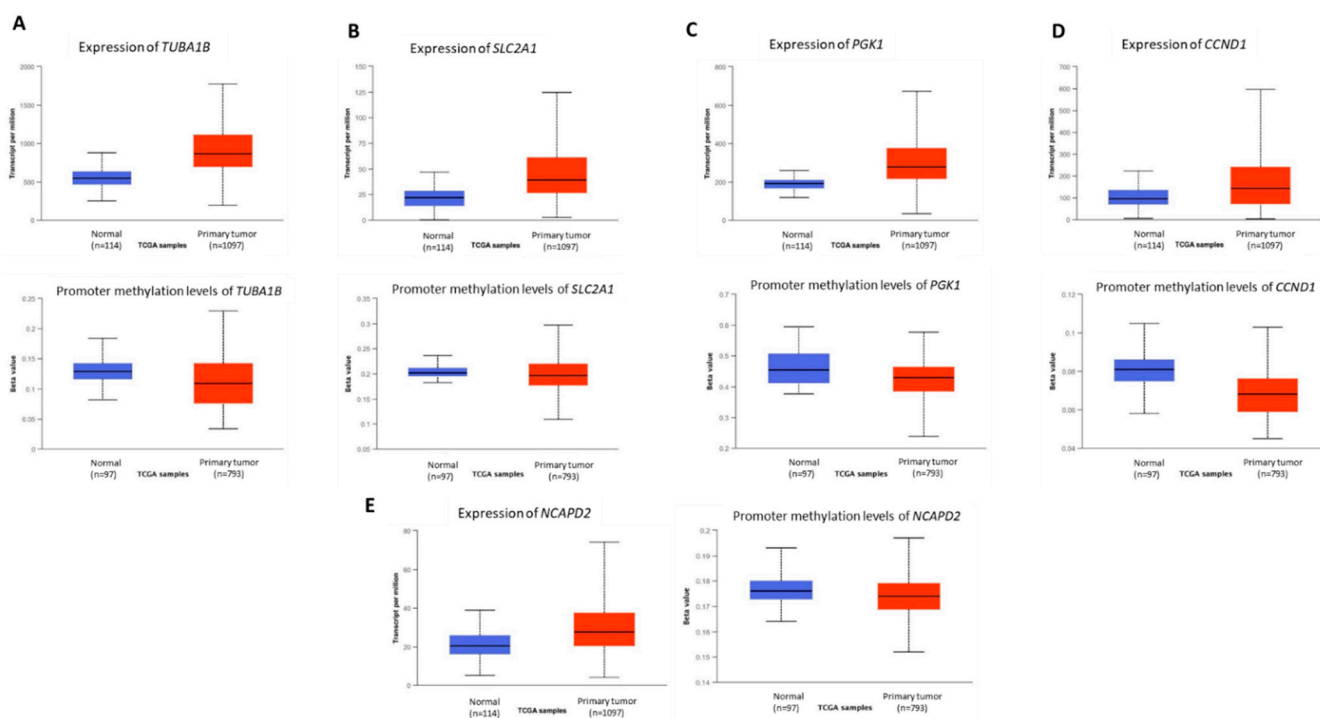 A
Expression of TUBA1B
Transcript per million
2000
1500
1000
500
0
Normal
(n=114)
TCGA samples
Primary tumor
(n=1097)
Promoter methylation levels of TUBA1B
Beta value
0.25
0.2
0.15
0.1
0.05
0
Normal
(n=97)
TCGA samples
Primary tumor
(n=793)
B
Expression of SLC2A1
Transcript per million
150
125
100
75
50
25
0
Normal
(n=114)
TCGA samples
Primary tumor
(n=1097)
Promoter methylation levels of SLC2A1
Beta value
0.35
0.3
0.25
0.2
0.15
0.1
0.05
Normal
(n=97)
TCGA samples
Primary tumor
(n=793)
C
Expression of PGK1
Transcript per million
800
600
400
200
0
Normal
(n=114)
TCGA samples
Primary tumor
(n=1097)
Promoter methylation levels of PGK1
Beta value
0.7
0.6
0.5
0.4
0.3
0.2
Normal
(n=97)
TCGA samples
Primary tumor
(n=793)
D
Expression of CCND1
Transcript per million
700
600
500
400
300
200
100
0
Normal
(n=114)
TCGA samples
Primary tumor
(n=1097)
Promoter methylation levels of CCND1
Beta value
0.12
0.1
0.08
0.06
0.04
Normal
(n=97)
TCGA samples
Primary tumor
(n=793)
E
Expression of NCAPD2
Transcript per million
80
60
40
20
0
Normal
(n=114)
TCGA samples
Primary tumor
(n=1097)
Promoter methylation levels of NCAPD2
Beta value
0.2
0.19
0.18
0.17
0.16
0.15
0.14
Normal
(n=97)
TCGA samples
Primary tumor
(n=793)